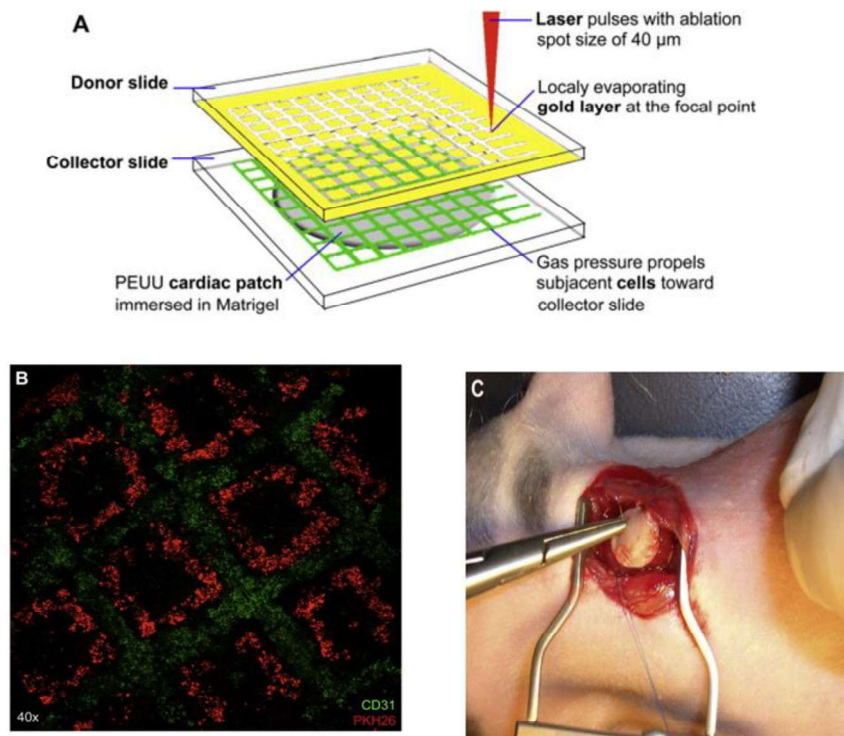 A
Laser pulses with ablation
spot size of 40 µm
Donor slide
Localy evaporating
gold layer at the focal point
Collector slide
PEUU cardiac patch
immersed in Matrigel
Gas pressure propels
subjacent cells toward
collector slide
B
40x
CD31
PKH26
C